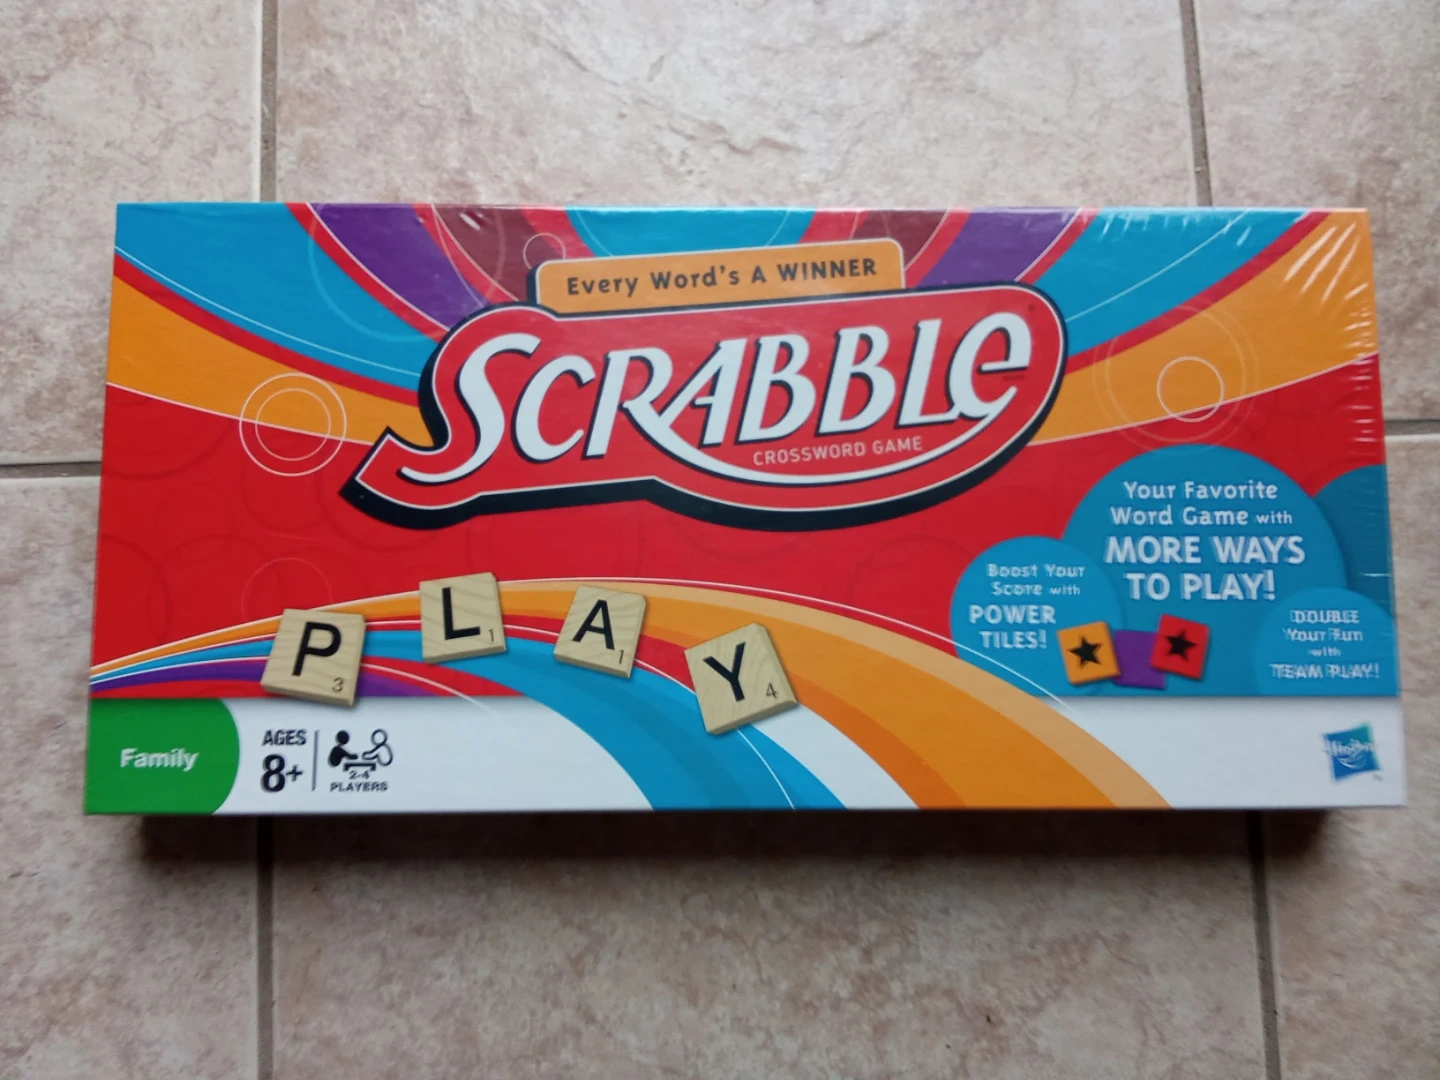 Every Word's A WINNER
SCRABBLE
CROSSWORD GAME
Your Favorite
Word Game with
MORE WAYS
TO PLAY!
Boost Your
Score with
POWER
TILES!
DOUBLE
Your Fun
with
TEAM PLAY!
P
3
L
1
A
1
Y
4
Family
AGES
8+
2-4
PLAYERS
Hasbro